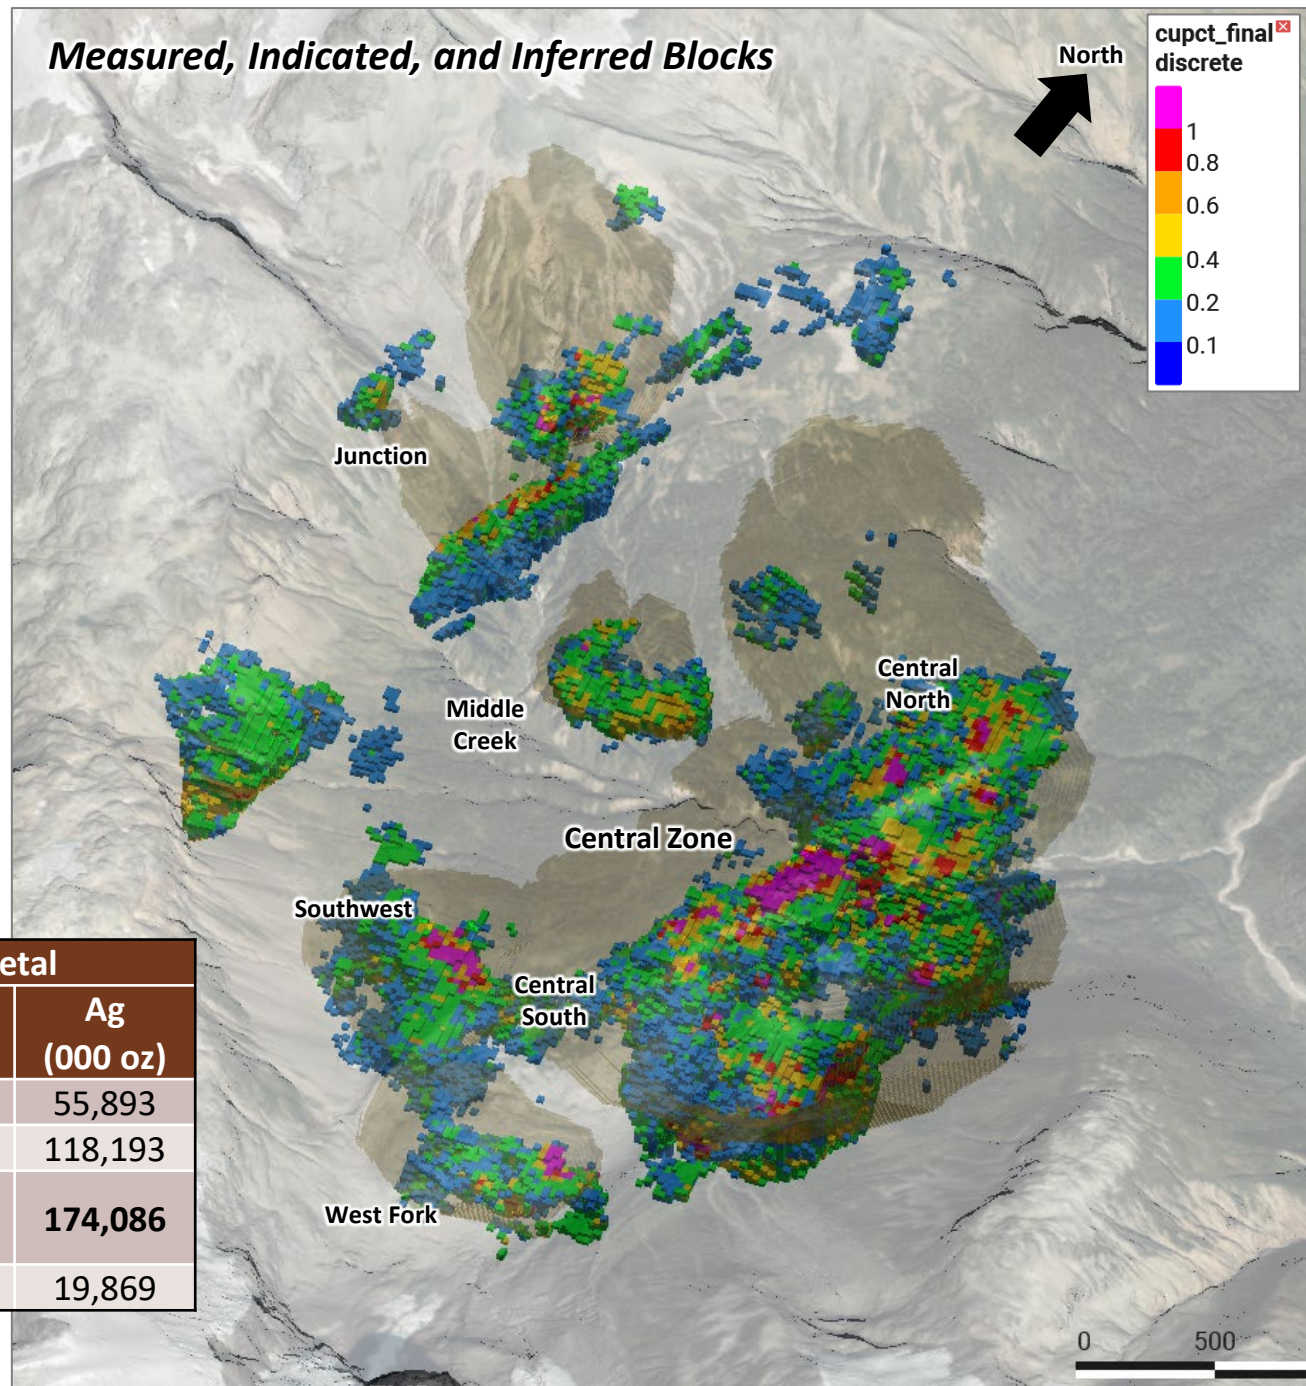 Measured, Indicated, and Inferred Blocks
North
cupct_final
discrete
1
0.8
0.6
0.4
0.2
0.1
Junction
Middle
Creek
Central
North
Central Zone
Southwest
Central
South
West Fork
etal
Ag
(000 oz)
55,893
118,193
174,086
19,869
0 500